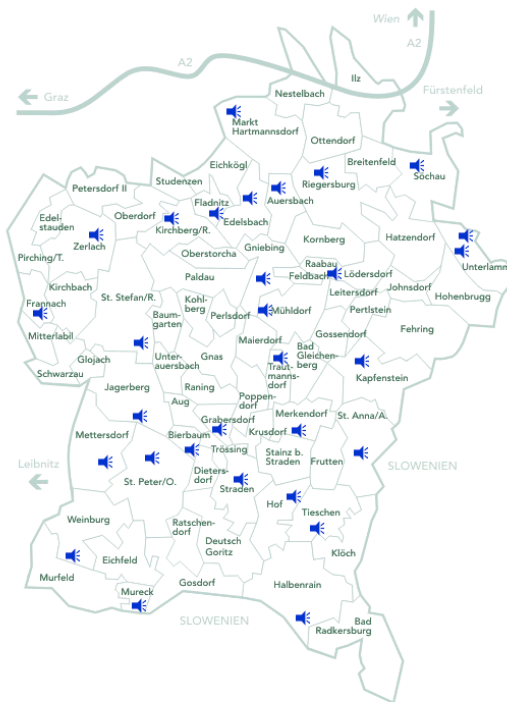 Wien
A2
A2
Graz
Fürstenfeld
Ilz
Nestelbach
Markt
Hartmannsdorf
Ottendorf
Breitenfeld
Söchau
Eichkögl
Riegersburg
Studenzen
Petersdorf II
Auersbach
Fladnitz
Edel-
stauden
Oberdorf
Kirchberg/R.
Edelsbach
Zerlach
Kornberg
Hatzendorf
Gniebing
Pirching/T.
Oberstorcha
Raabau
Unterlamm
Feldbach
Lödersdorf
Paldau
Kirchbach
Leitersdorf
Johnsdorf
Hohenbrugg
St. Stefan/R.
Kohl-
berg
Frannach
Baum-
garten
Perlsdorf
Mühldorf
Pertlstein
Fehring
Mitterlabil
Gossendorf
Maierdorf
Bad
Gleichen-
berg
Glojach
Unter-
auersbach
Gnas
Traut-
manns-
dorf
Schwarzau
Kapfenstein
Jagerberg
Raning
Poppen-
dorf
Aug
Merkendorf
St. Anna/A.
Grabersdorf
Mettersdorf
Bierbaum
Krusdorf
Trössing
Stainz b.
Straden
Frutten
SLOWENIEN
Leibnitz
St. Peter/O.
Dieters-
dorf
Straden
Hof
Tieschen
Weinburg
Ratschen-
dorf
Deutsch
Goritz
Klöch
Eichfeld
Murfeld
Mureck
Gosdorf
Halbenrain
SLOWENIEN
Bad
Radkersburg